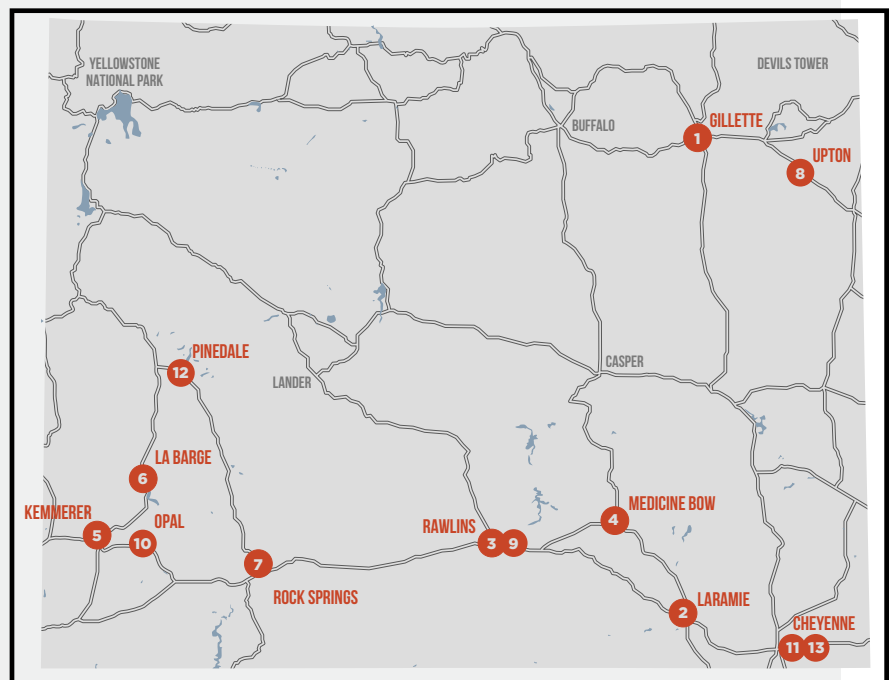 YELLOWSTONE
NATIONAL PARK
DEVILS TOWER
GILLETTE
BUFFALO
1
UPTON
8
PINEDALE
12
LANDER
CASPER
LA BARGE
6
KEMMERER
5
OPAL
10
RAWLINS
3 9
MEDICINE BOW
4
7
ROCK SPRINGS
LARAMIE
2
CHEYENNE
11 13